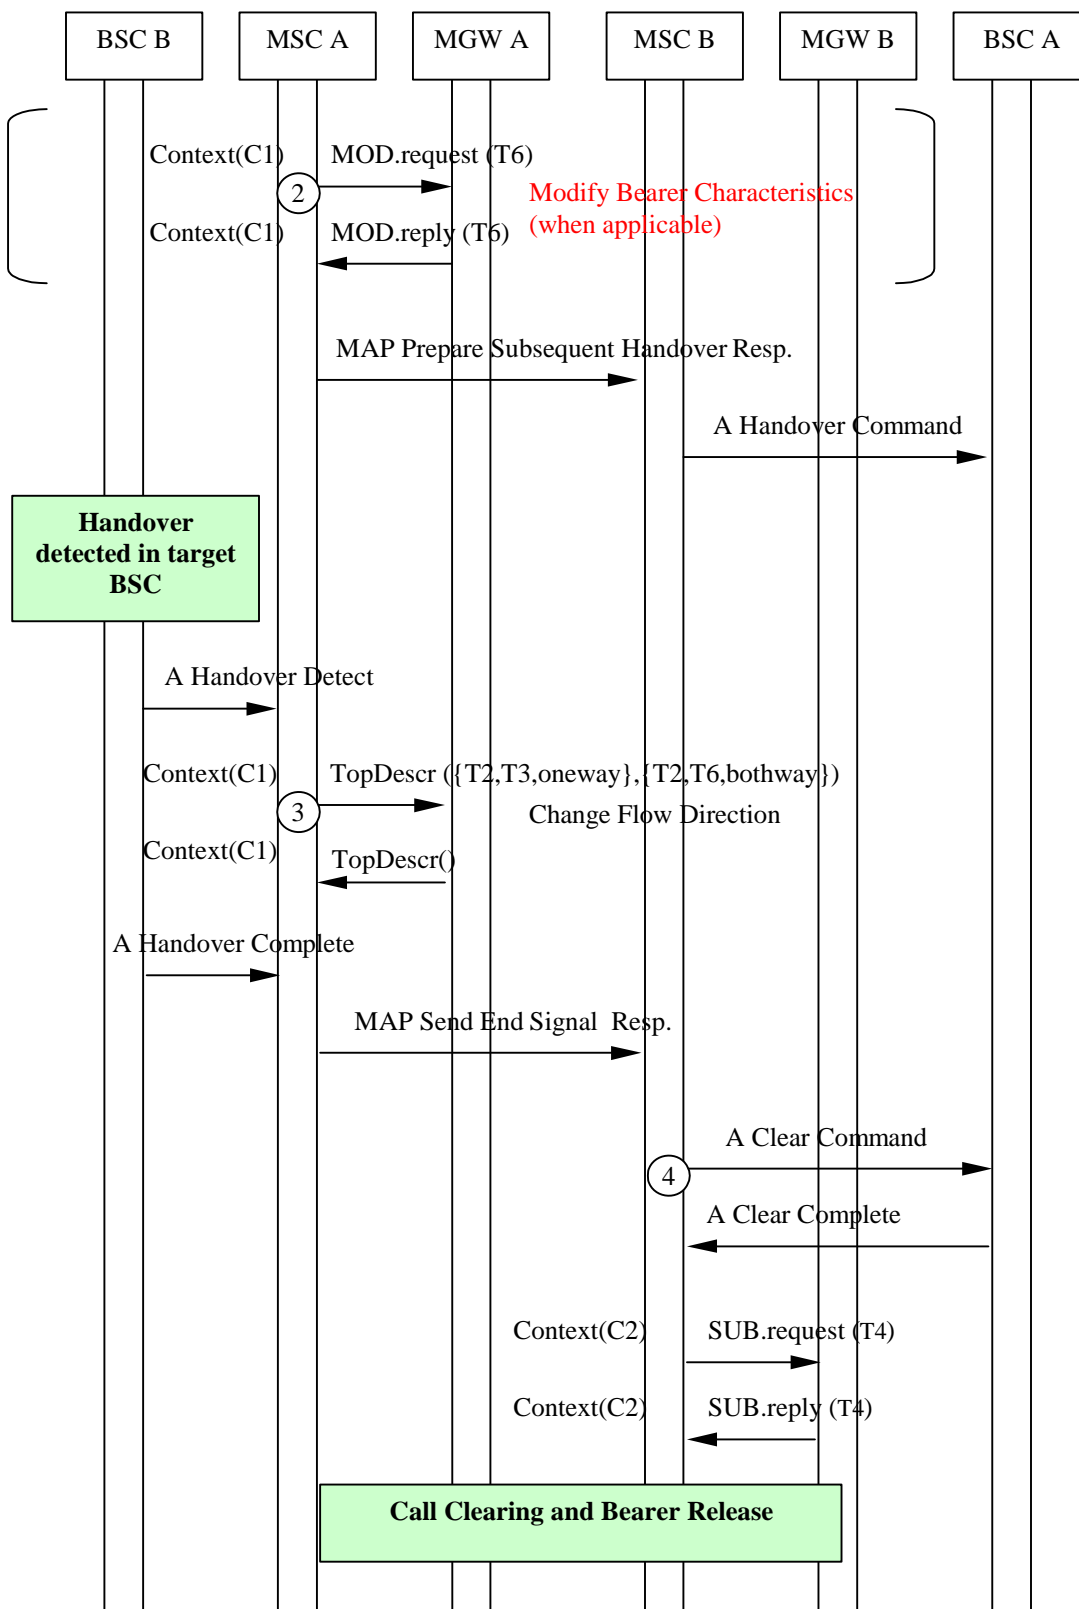 BSC B
MSC A
MGW A
MSC B
MGW B
BSC A
Context(C1)
MOD.request (T6)
2
Modify Bearer Characteristics
(when applicable)
Context(C1)
MOD.reply (T6)
MAP Prepare Subsequent Handover Resp.
A Handover Command
Handover
detected in target
BSC
A Handover Detect
Context(C1)
TopDescr ({T2,T3,oneway},{T2,T6,bothway})
3
Change Flow Direction
Context(C1)
TopDescr()
A Handover Complete
MAP Send End Signal Resp.
A Clear Command
4
A Clear Complete
Context(C2)
SUB.request (T4)
Context(C2)
SUB.reply (T4)
Call Clearing and Bearer Release